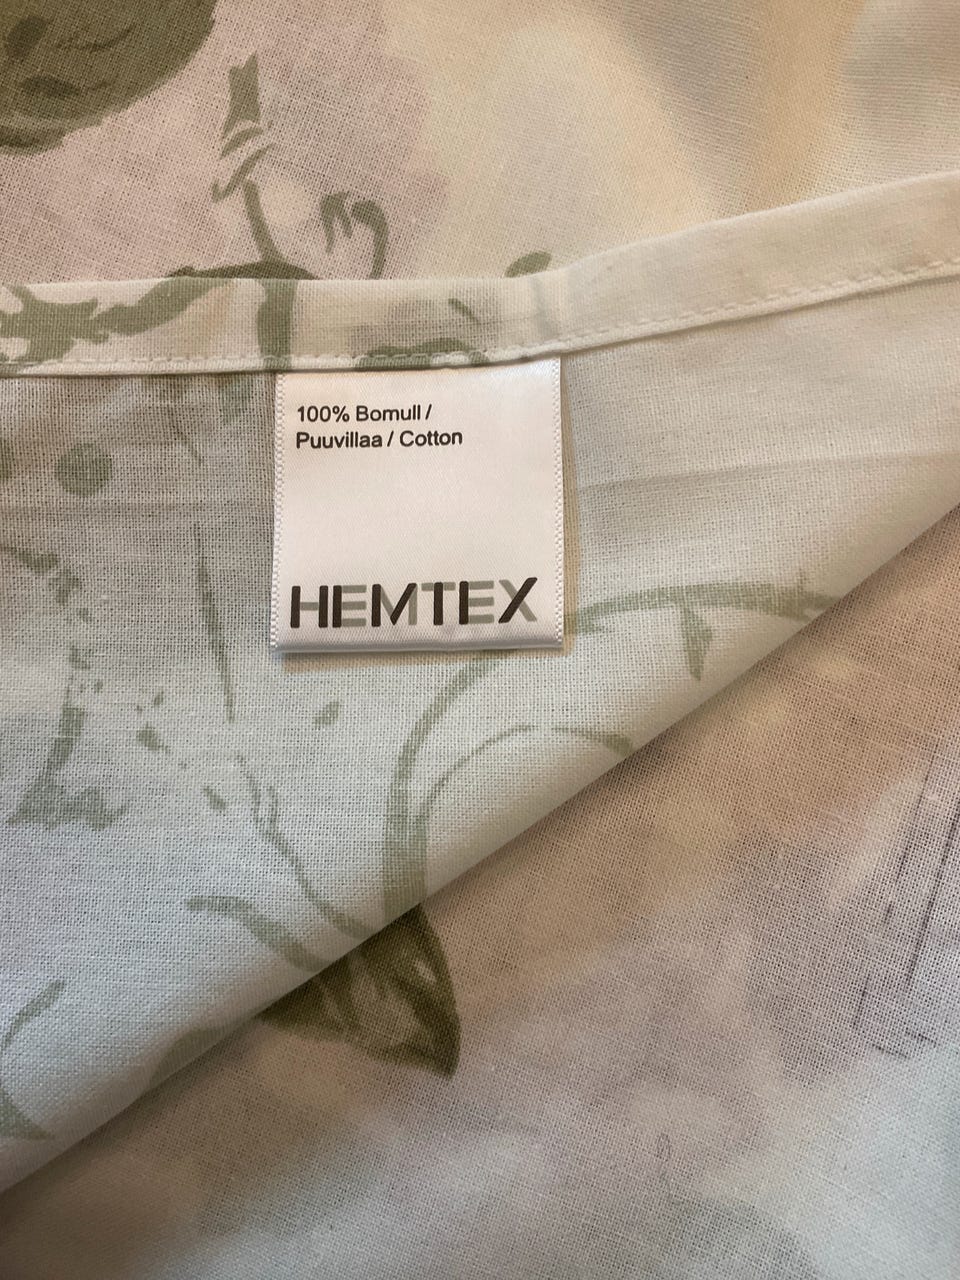 100% Bomull /
Puuvillaa / Cotton
HEMTEX